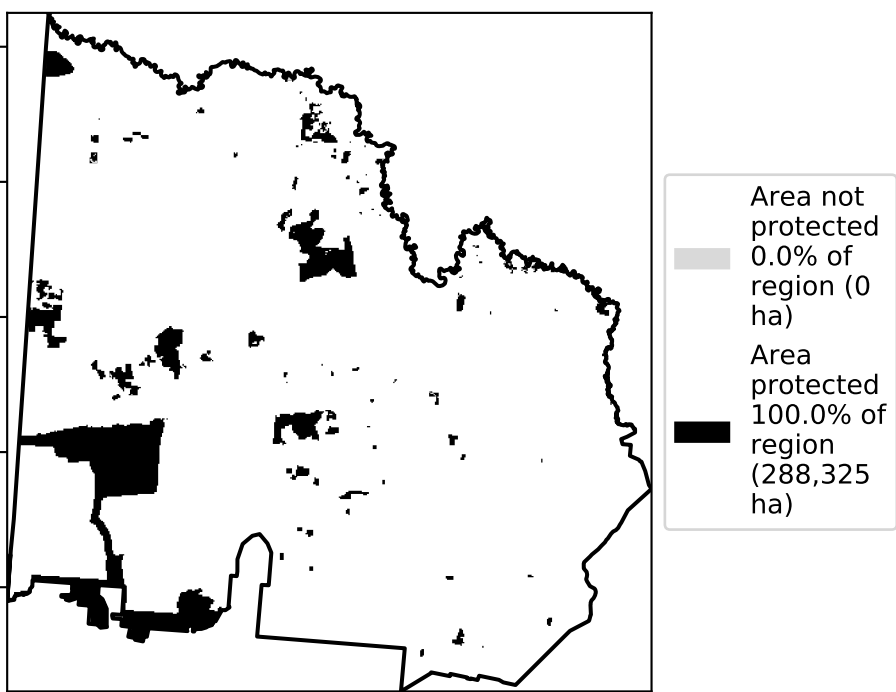 Area not
protected
0.0% of
region (0
ha)
Area
protected
100.0% of
region
(288,325
ha)